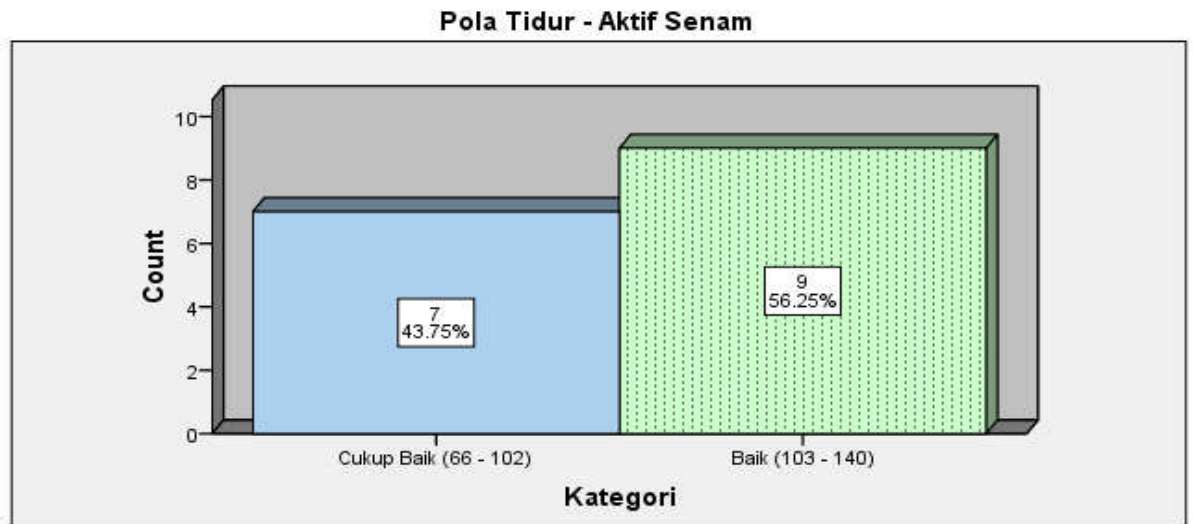 Pola Tidur - Aktif Senam
Count
10
8
6
4
2
0
7
43.75%
9
56.25%
Cukup Baik (66 - 102)
Baik (103 - 140)
Kategori